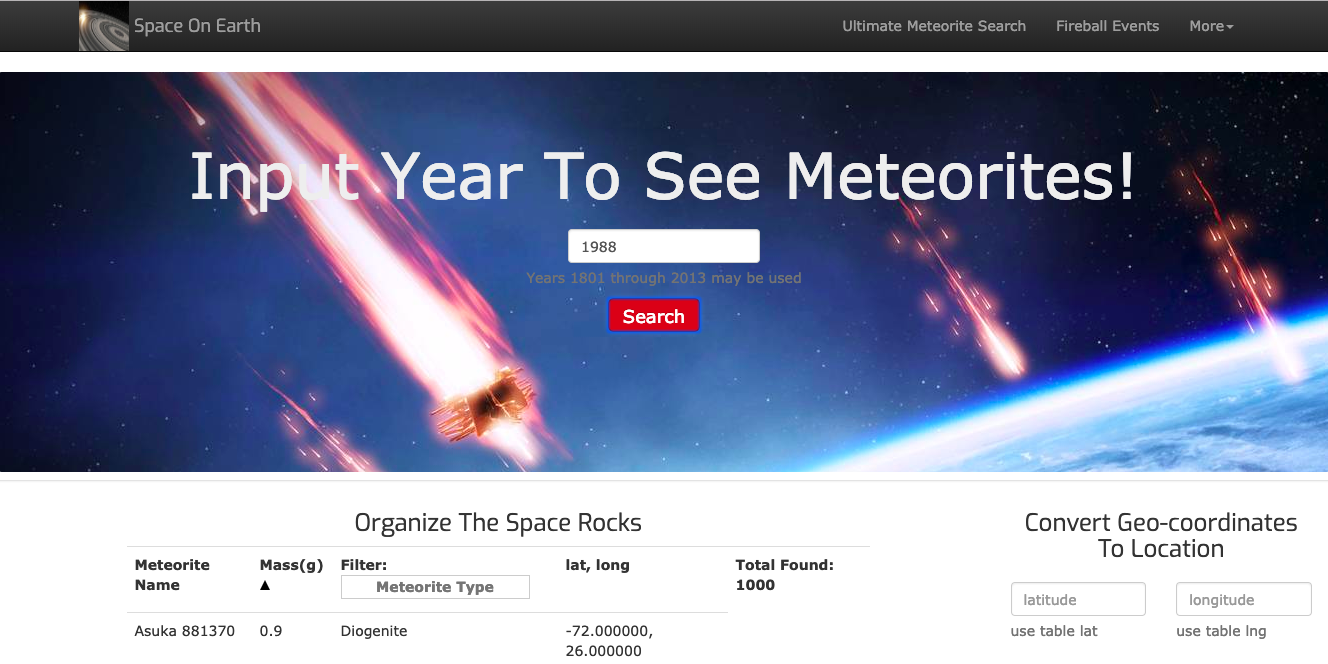 Space On Earth
Ultimate Meteorite Search
Fireball Events
More
Input Year To See Meteorites!
1988
Years 1801 through 2013 may be used
Search
Organize The Space Rocks
Meteorite Name
Mass(g) ▲
Filter:
Meteorite Type
lat, long
Total Found:
1000
Asuka 881370
0.9
Diogenite
-72.000000,
26.000000
Convert Geo-coordinates
To Location
latitude
longitude
use table lat
use table lng